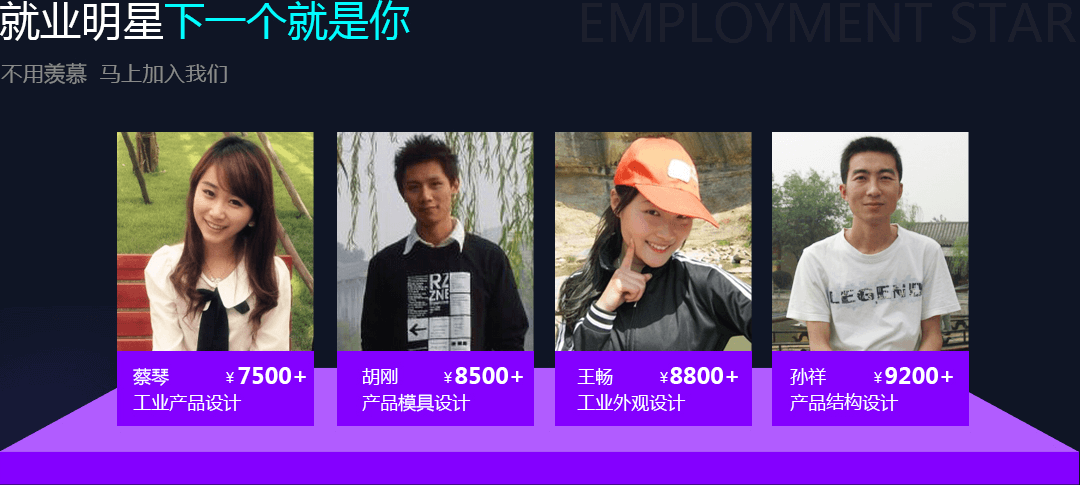 就业明星下一个就是你
EMPLOYMENT STAR
不用羡慕 马上加入我们
RZ
ZNE
LEGEND
蔡琴 ¥7500+
工业产品设计
胡刚 ¥8500+
产品模具设计
王畅 ¥8800+
工业外观设计
孙祥 ¥9200+
产品结构设计